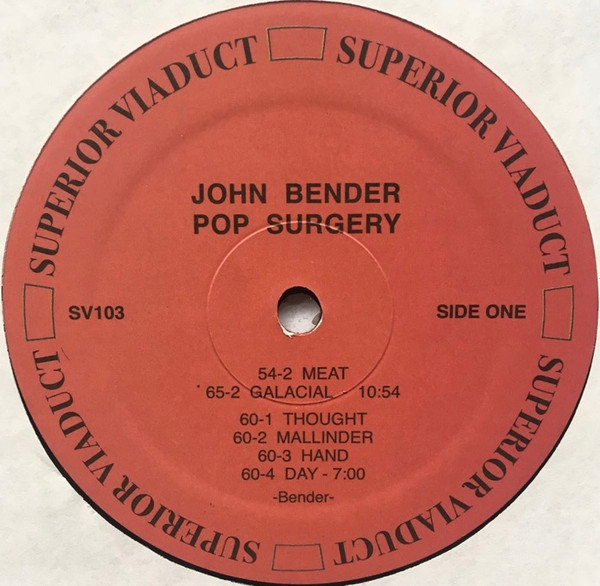 SUPERIOR VIADUCT
SUPERIOR VIADUCT
JOHN BENDER
POP SURGERY
SV103
SIDE ONE
54-2 MEAT
65-2 GALACIAL - 10:54
60-1 THOUGHT
60-2 MALLINDER
60-3 HAND
60-4 DAY - 7:00
-Bender-
SUPERIOR VIADUCT
SUPERIOR VIADUCT